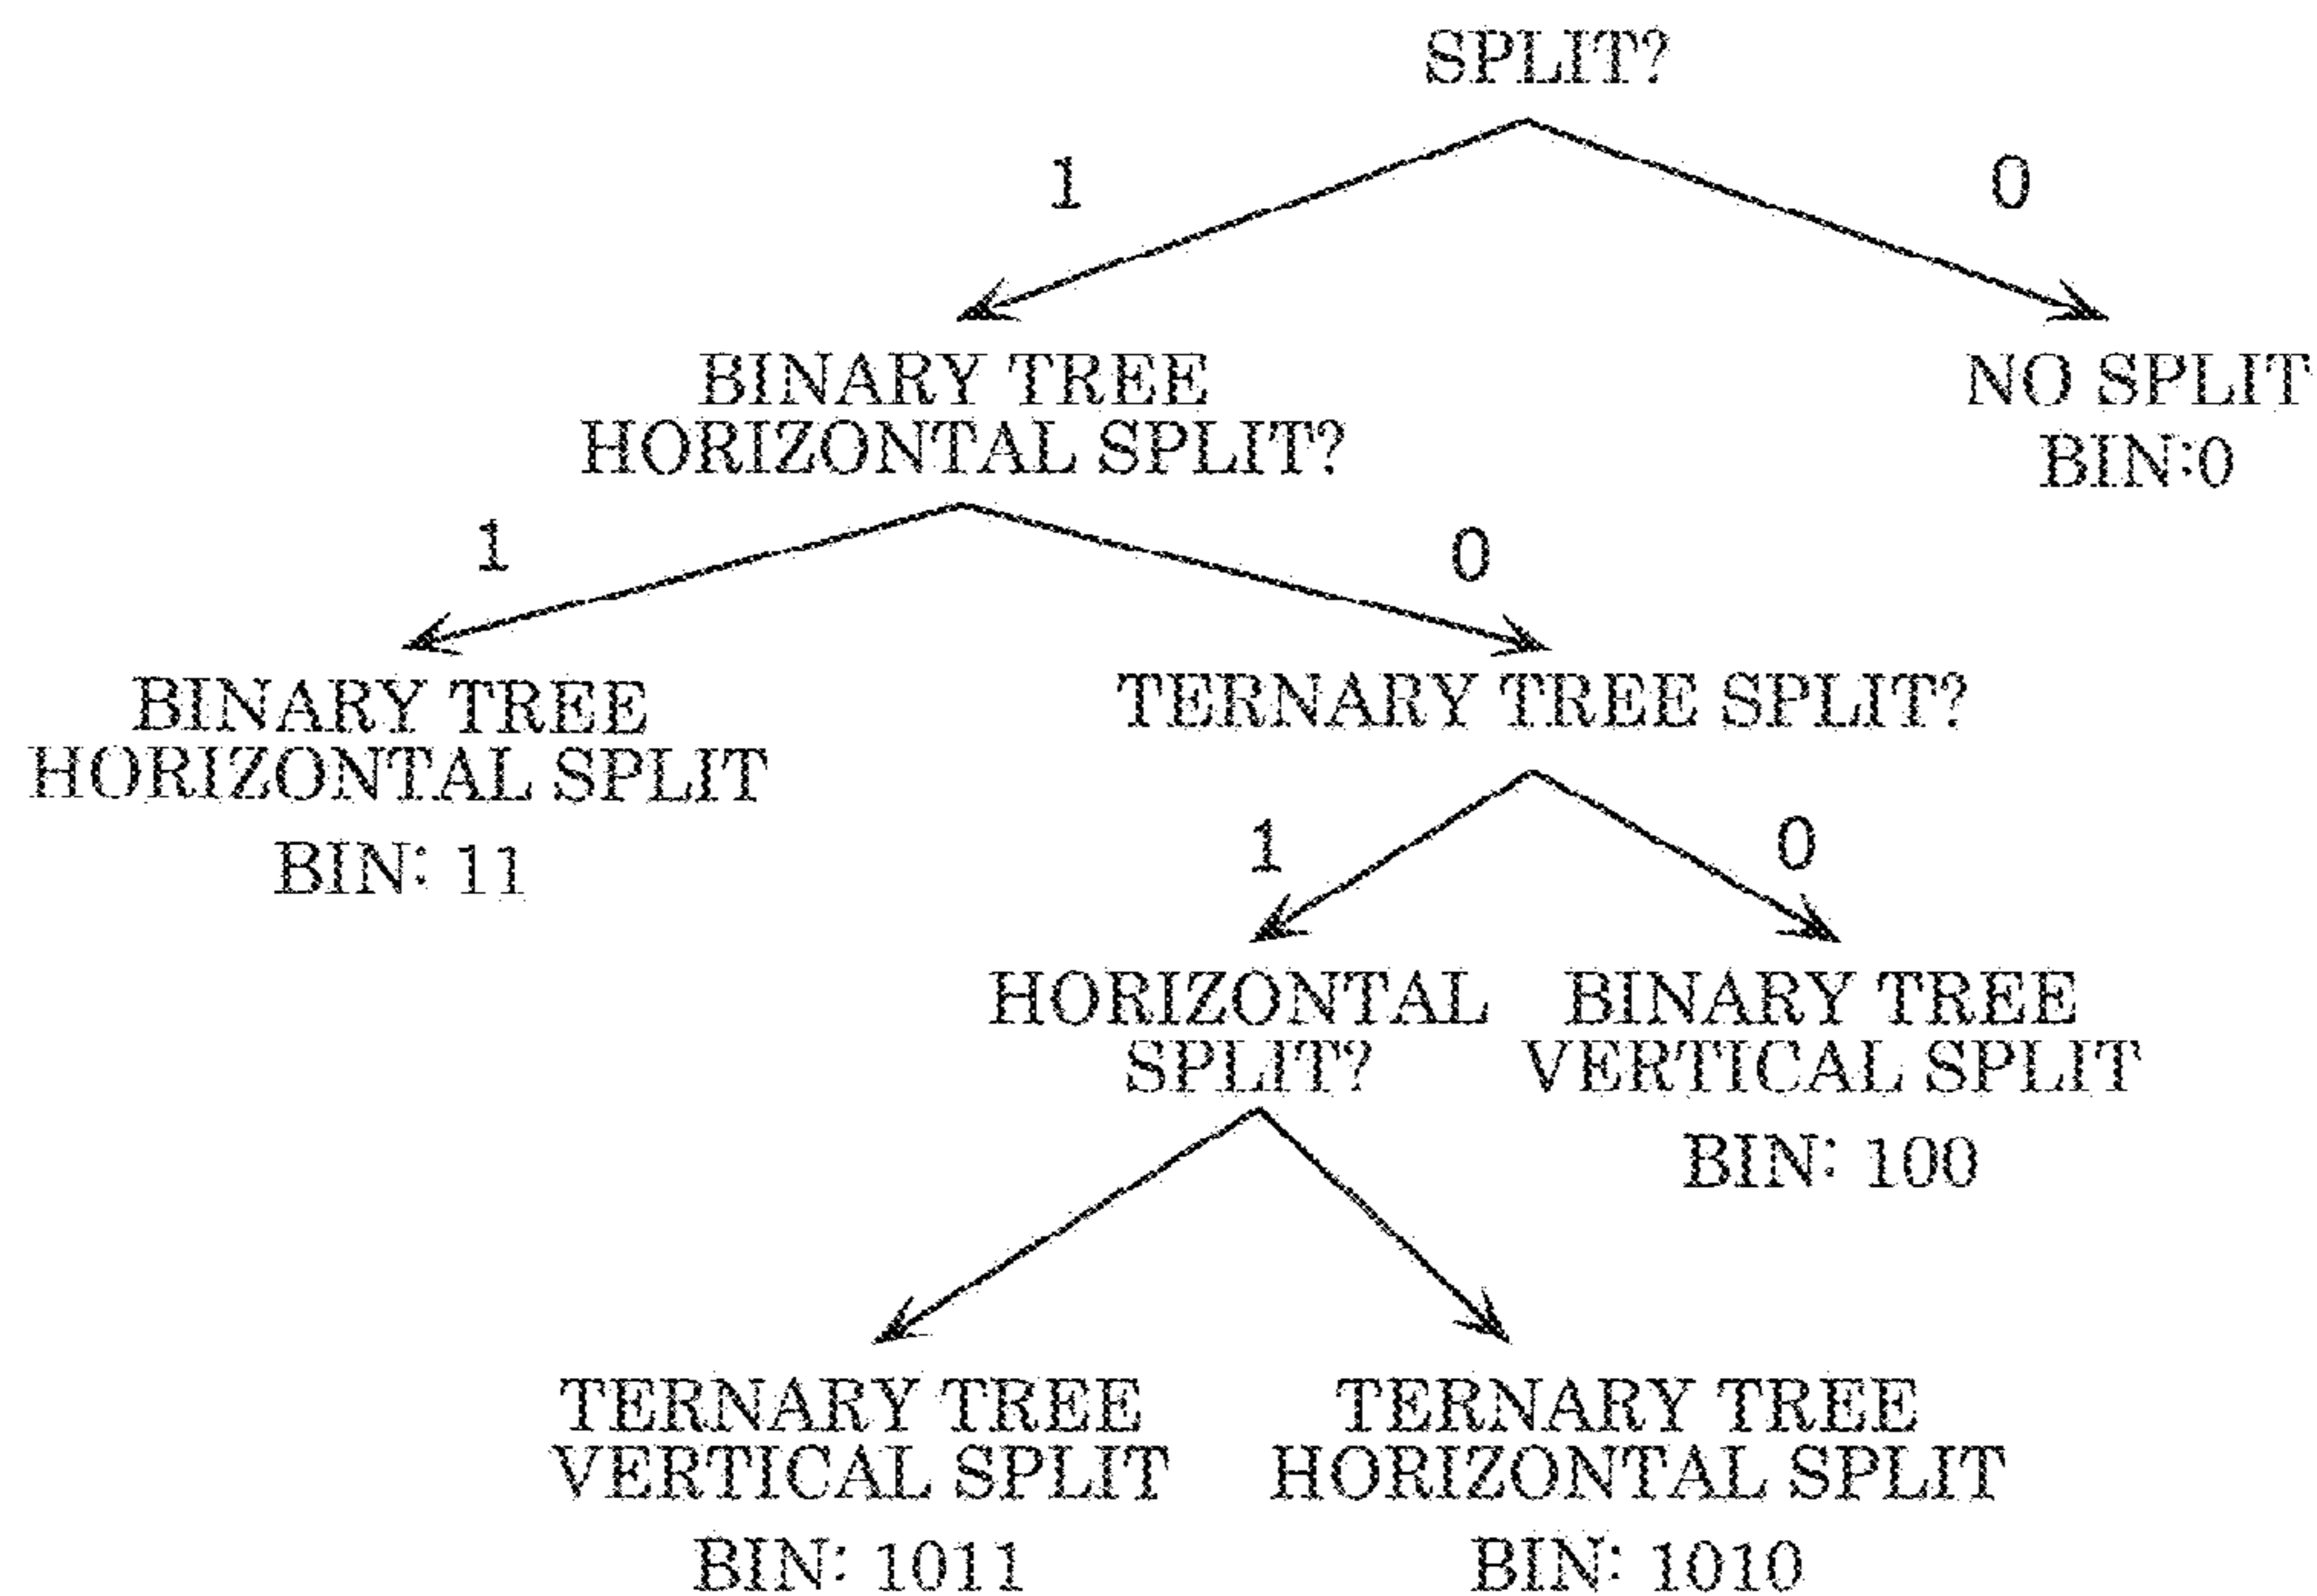 SPLIT?
1
0
BINARY TREE
HORIZONTAL SPLIT?
NO SPLIT
BIN:0
1
0
BINARY TREE
HORIZONTAL SPLIT
BIN: 11
TERNARY TREE SPLIT?
1
0
HORIZONTAL
SPLIT?
BINARY TREE
VERTICAL SPLIT
BIN: 100
TERNARY TREE
VERTICAL SPLIT
BIN: 1011
TERNARY TREE
HORIZONTAL SPLIT
BIN: 1010